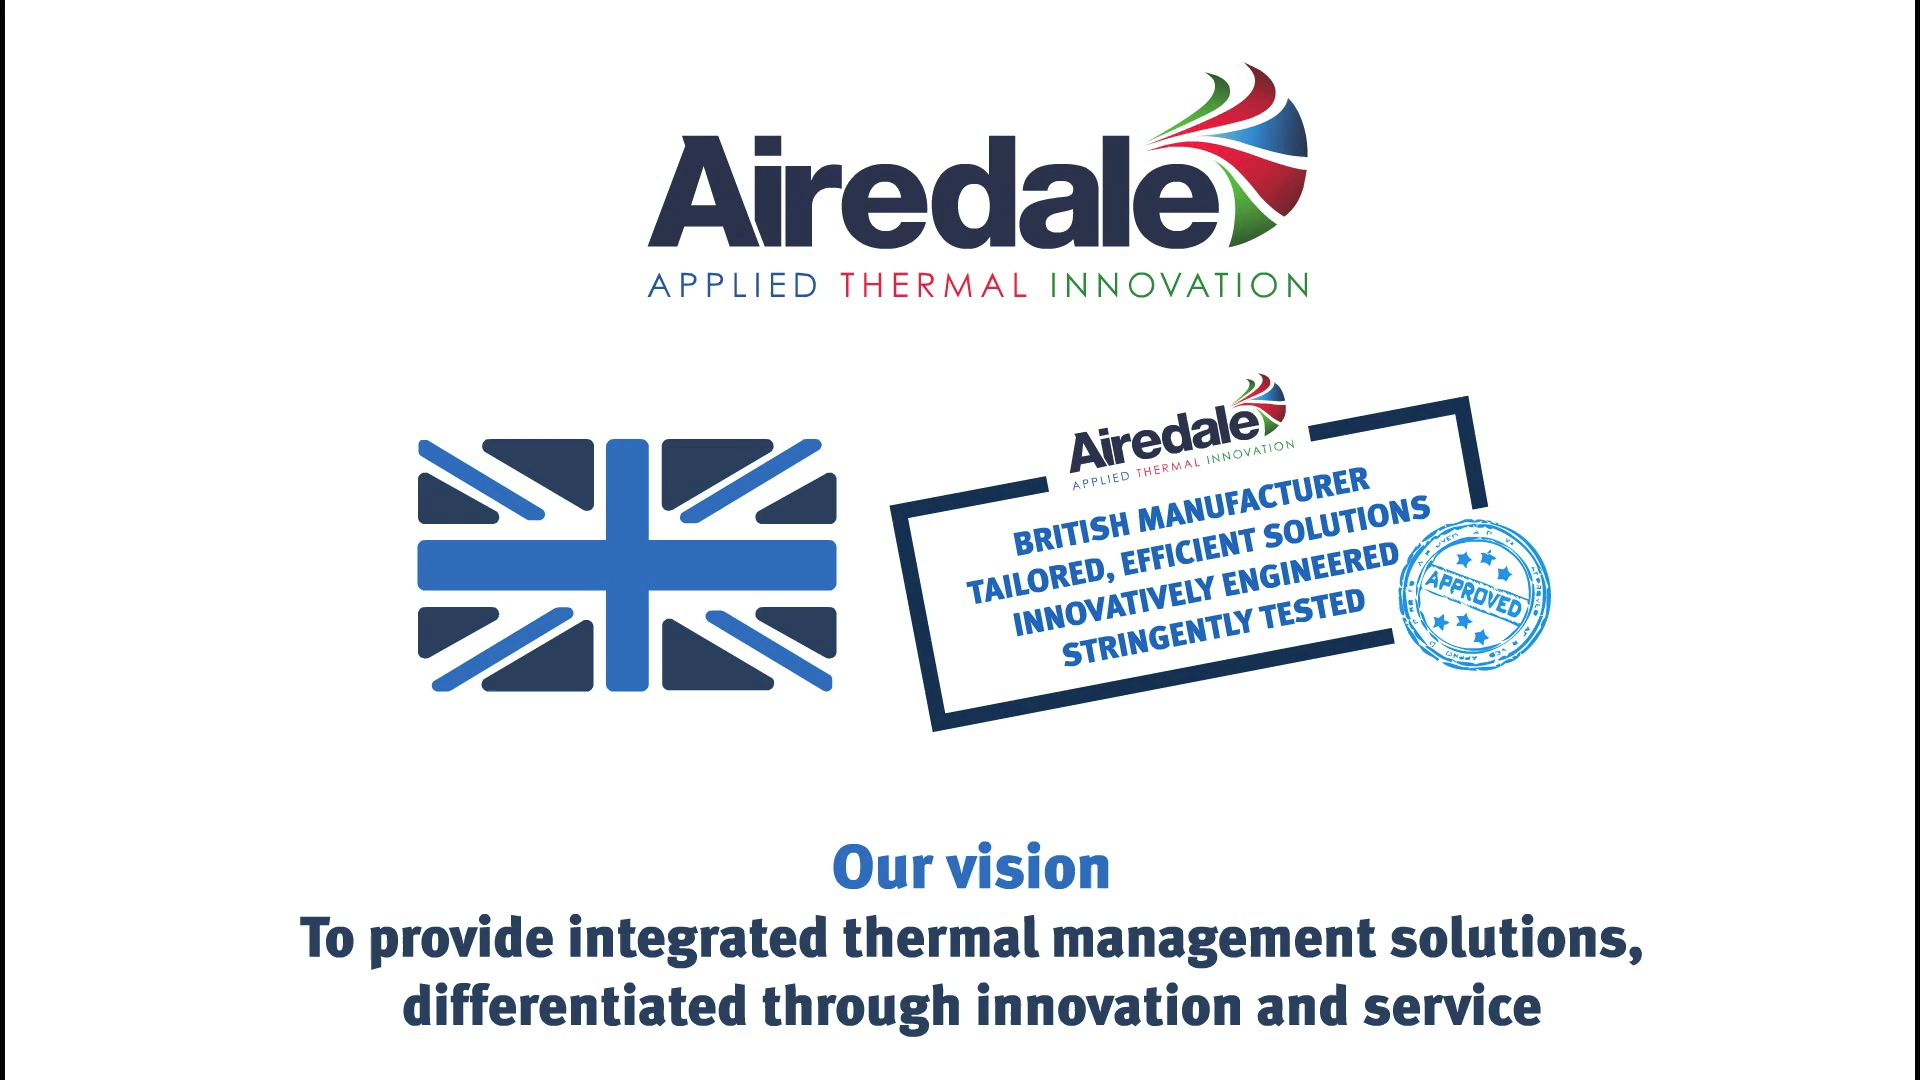 Airedale
APPLIED THERMAL INNOVATION
Airedale
APPLIED THERMAL INNOVATION
BRITISH MANUFACTURER
TAILORED, EFFICIENT SOLUTIONS
INNOVATIVELY ENGINEERED
STRINGENTLY TESTED
APPROVED
Our vision
To provide integrated thermal management solutions,
differentiated through innovation and service